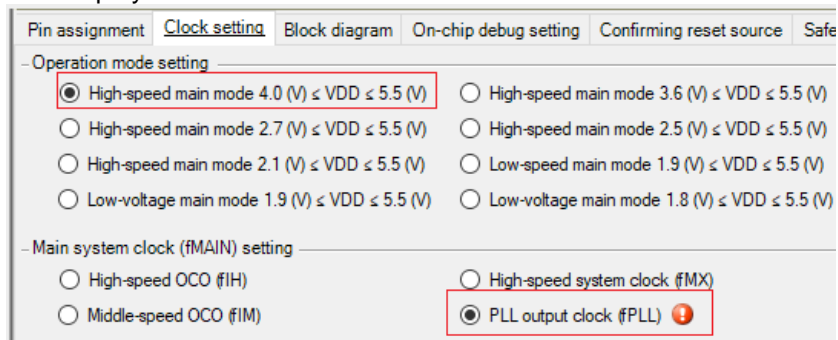 Pin assignment Clock setting Block diagram On-chip debug setting Confirming reset source Safe
Operation mode setting
High-speed main mode 4.0 (V) ≤ VDD ≤ 5.5 (V) High-speed main mode 3.6 (V) ≤ VDD ≤ 5.5 (V)
High-speed main mode 2.7 (V) ≤ VDD ≤ 5.5 (V) High-speed main mode 2.5 (V) ≤ VDD ≤ 5.5 (V)
High-speed main mode 2.1 (V) ≤ VDD ≤ 5.5 (V) Low-speed main mode 1.9 (V) ≤ VDD ≤ 5.5 (V)
Low-voltage main mode 1.9 (V) ≤ VDD ≤ 5.5 (V) Low-voltage main mode 1.8 (V) ≤ VDD ≤ 5.5 (V)
Main system clock (fMAIN) setting
High-speed OCO (fIH) High-speed system clock (fMX)
Middle-speed OCO (fIM) PLL output clock (fPLL)